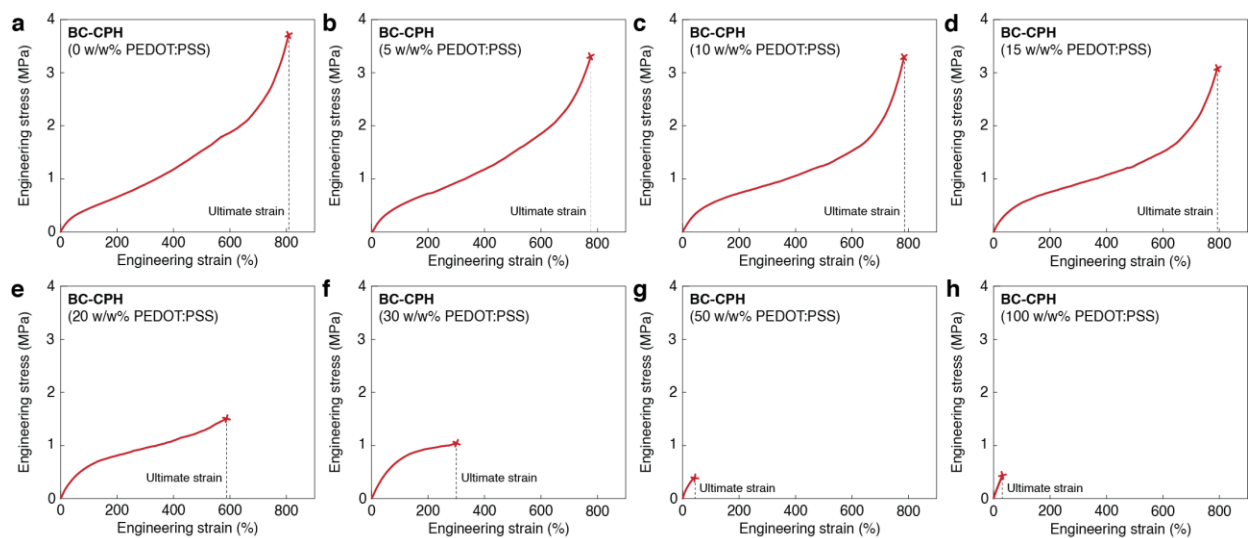 a
BC-CPH
(0 w/w% PEDOT:PSS)
Engineering stress (MPa)
4
3
2
1
0
Ultimate strain
0 200 400 600 800
Engineering strain (%)
b
BC-CPH
(5 w/w% PEDOT:PSS)
Engineering stress (MPa)
4
3
2
1
0
Ultimate strain
0 200 400 600 800
Engineering strain (%)
c
BC-CPH
(10 w/w% PEDOT:PSS)
Engineering stress (MPa)
4
3
2
1
0
Ultimate strain
0 200 400 600 800
Engineering strain (%)
d
BC-CPH
(15 w/w% PEDOT:PSS)
Engineering stress (MPa)
4
3
2
1
0
Ultimate strain
0 200 400 600 800
Engineering strain (%)
e
BC-CPH
(20 w/w% PEDOT:PSS)
Engineering stress (MPa)
4
3
2
1
0
Ultimate strain
0 200 400 600 800
Engineering strain (%)
f
BC-CPH
(30 w/w% PEDOT:PSS)
Engineering stress (MPa)
4
3
2
1
0
Ultimate strain
0 200 400 600 800
Engineering strain (%)
g
BC-CPH
(50 w/w% PEDOT:PSS)
Engineering stress (MPa)
4
3
2
1
0
Ultimate strain
0 200 400 600 800
Engineering strain (%)
h
BC-CPH
(100 w/w% PEDOT:PSS)
Engineering stress (MPa)
4
3
2
1
0
Ultimate strain
0 200 400 600 800
Engineering strain (%)